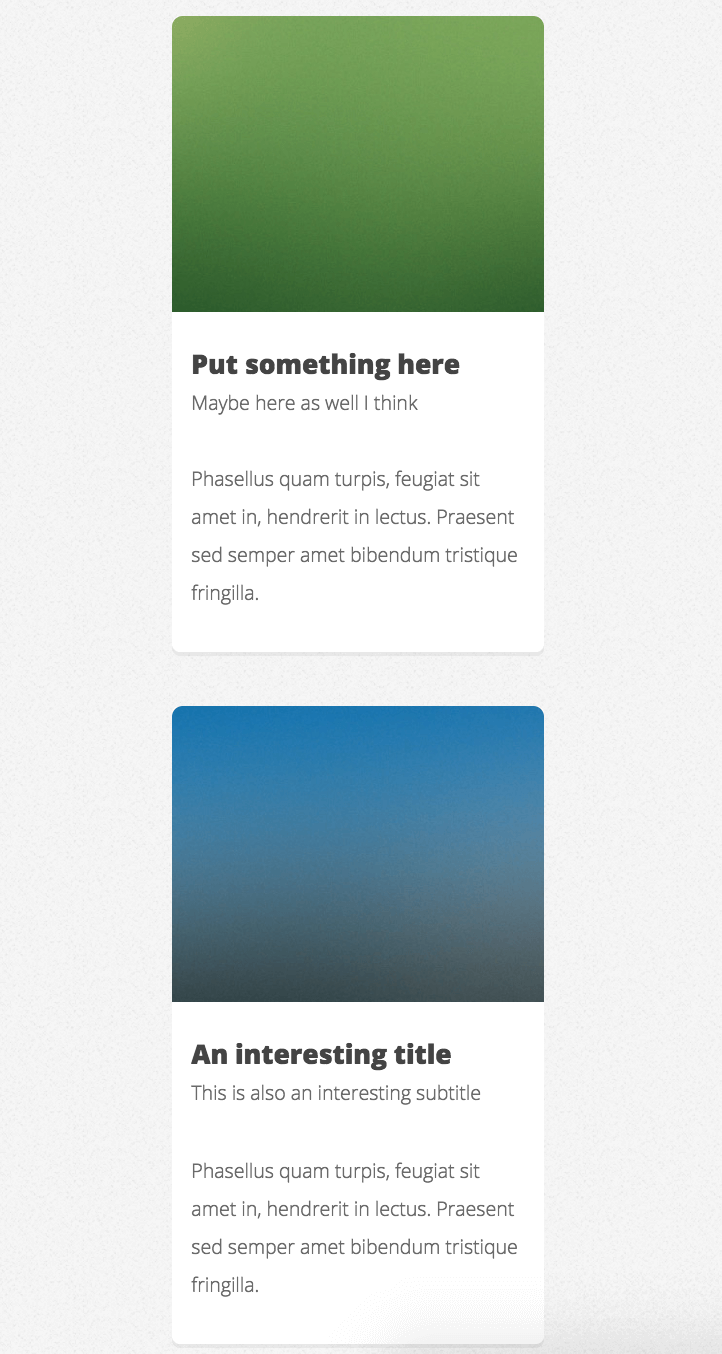 Put something here
Maybe here as well I think
Phasellus quam turpis, feugiat sit
amet in, hendrerit in lectus. Praesent
sed semper amet bibendum tristique
fringilla.
An interesting title
This is also an interesting subtitle
Phasellus quam turpis, feugiat sit
amet in, hendrerit in lectus. Praesent
sed semper amet bibendum tristique
fringilla.